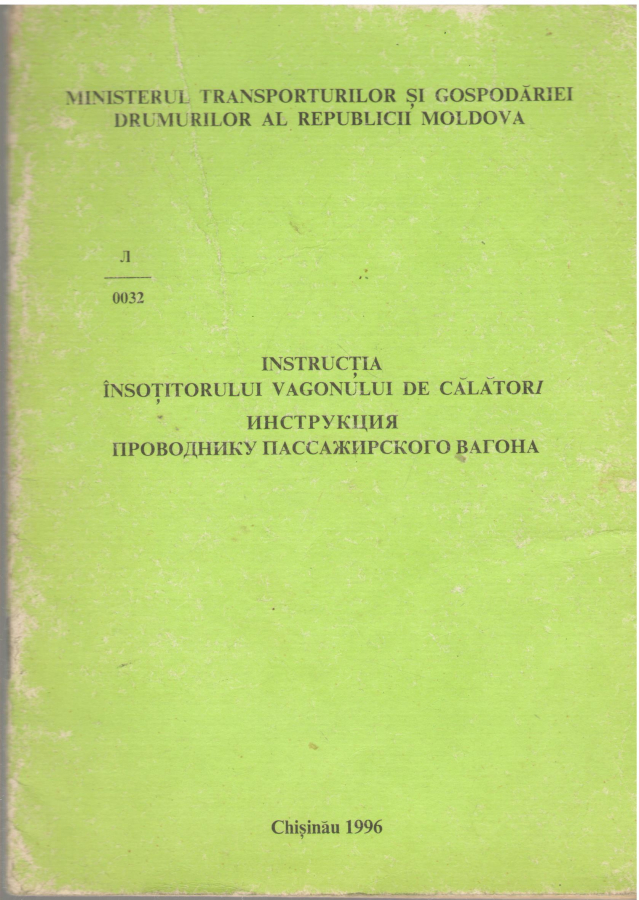 MINISTERUL TRANSPORTURILOR ȘI GOSPODĂRIEI
DRUMURILOR AL REPUBLICII MOLDOVA
Л
0032
INSTRUCȚIA
ÎNSOȚITORULUI VAGONULUI DE CĂLĂTORI
ИНСТРУКЦИЯ
ПРОВОДНИКУ ПАССАЖИРСКОГО ВАГОНА
Chișinău 1996